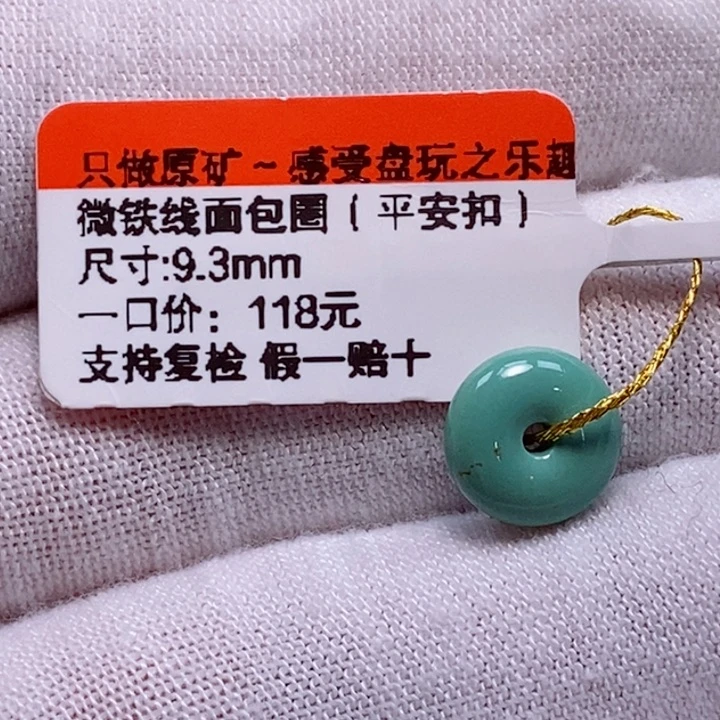 只做原矿~感受盘玩之乐趣
微铁线面包圈（平安扣）
尺寸:9.3mm
一口价：118元
支持复检 假一赔十